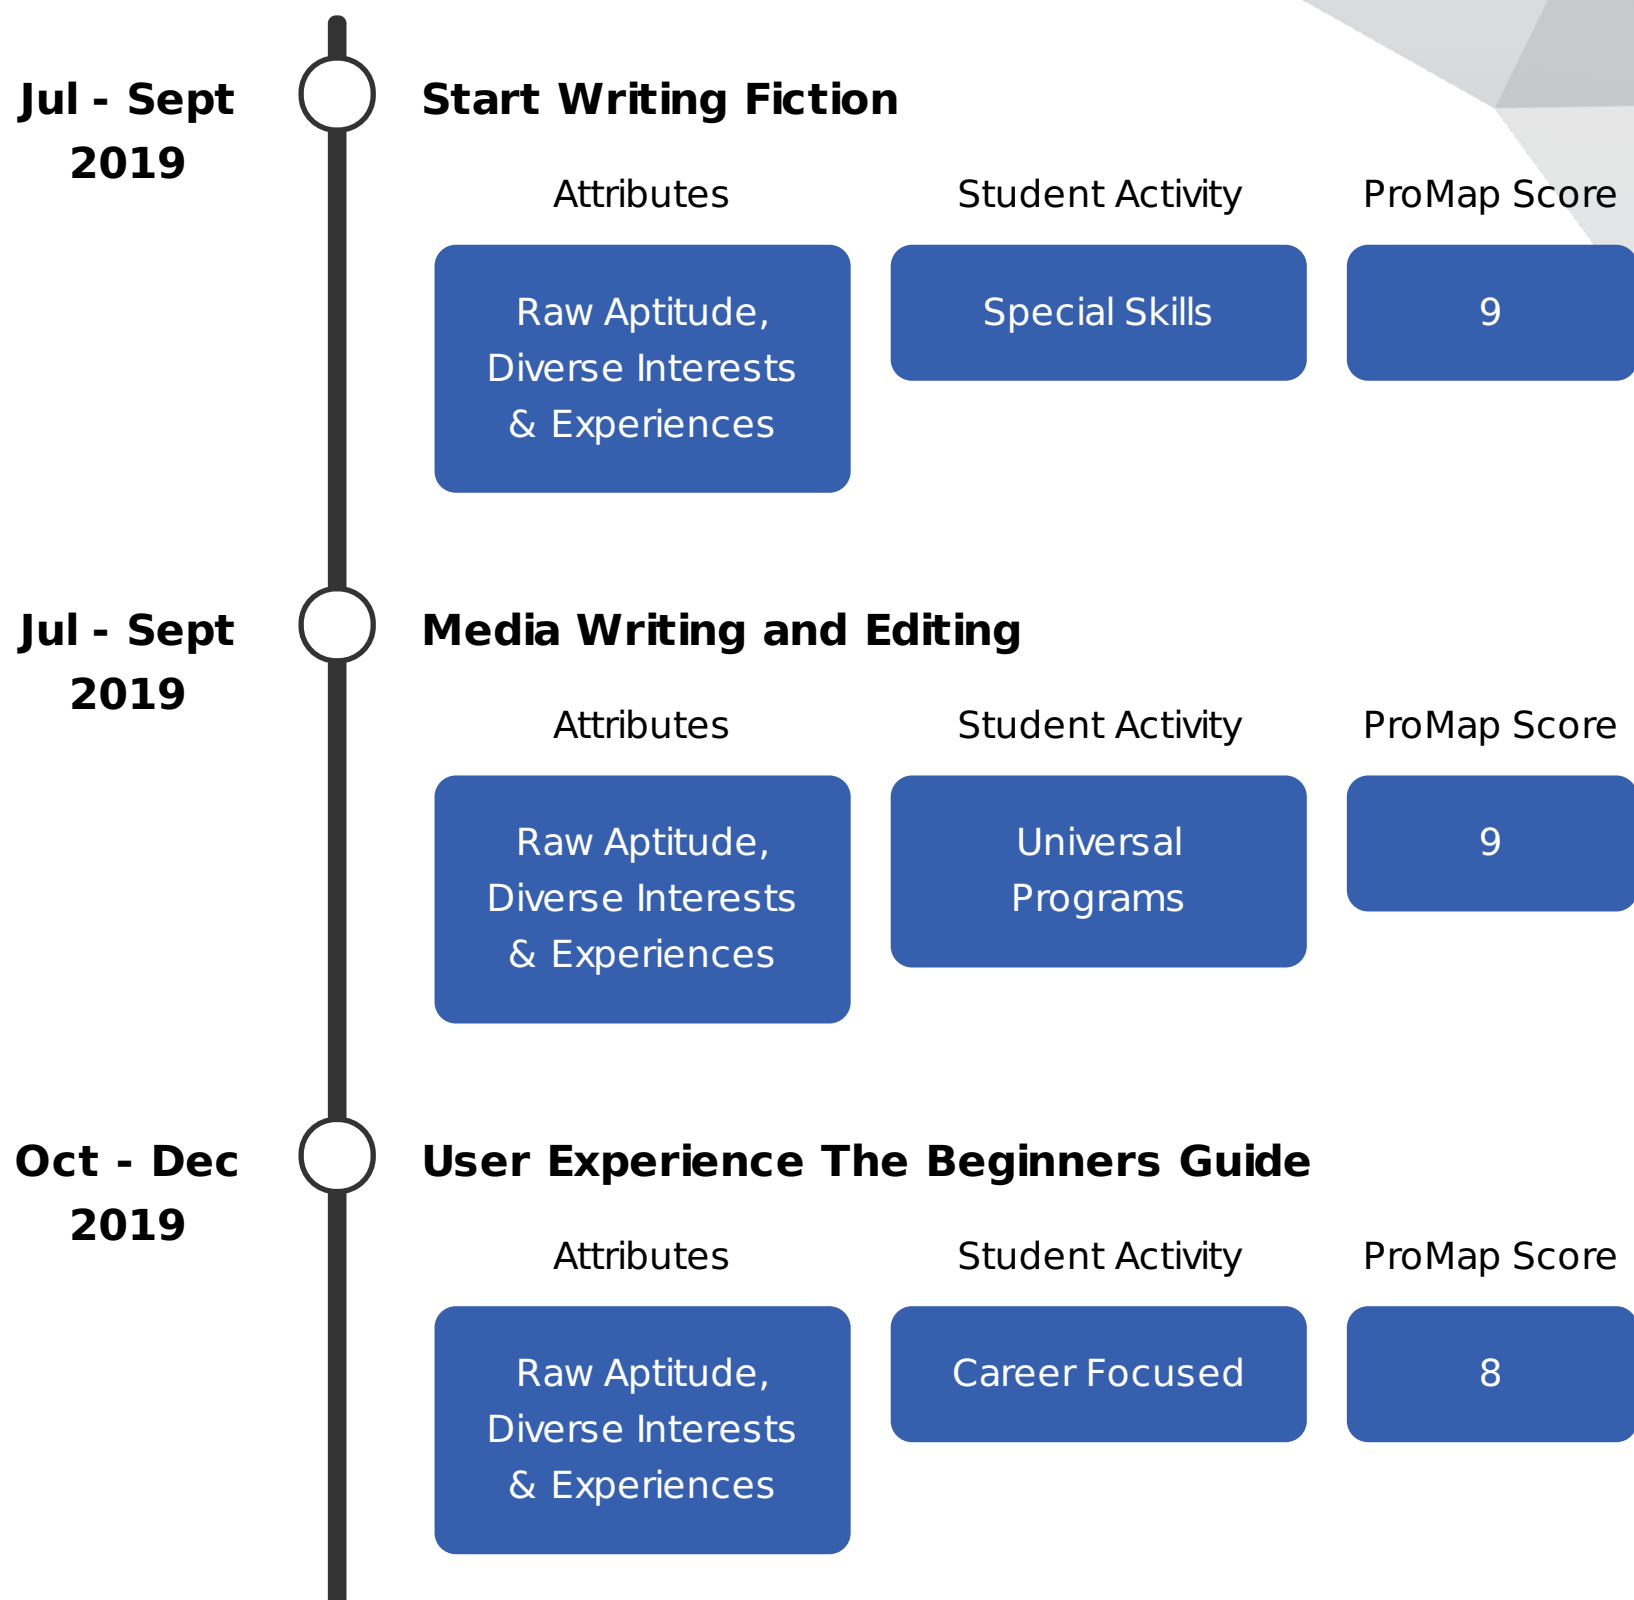 Jul - Sept
2019
Start Writing Fiction
Attributes
Student Activity
ProMap Score
Raw Aptitude,
Diverse Interests
& Experiences
Special Skills
9
Jul - Sept
2019
Media Writing and Editing
Attributes
Student Activity
ProMap Score
Raw Aptitude,
Diverse Interests
& Experiences
Universal
Programs
9
Oct - Dec
2019
User Experience The Beginners Guide
Attributes
Student Activity
ProMap Score
Raw Aptitude,
Diverse Interests
& Experiences
Career Focused
8